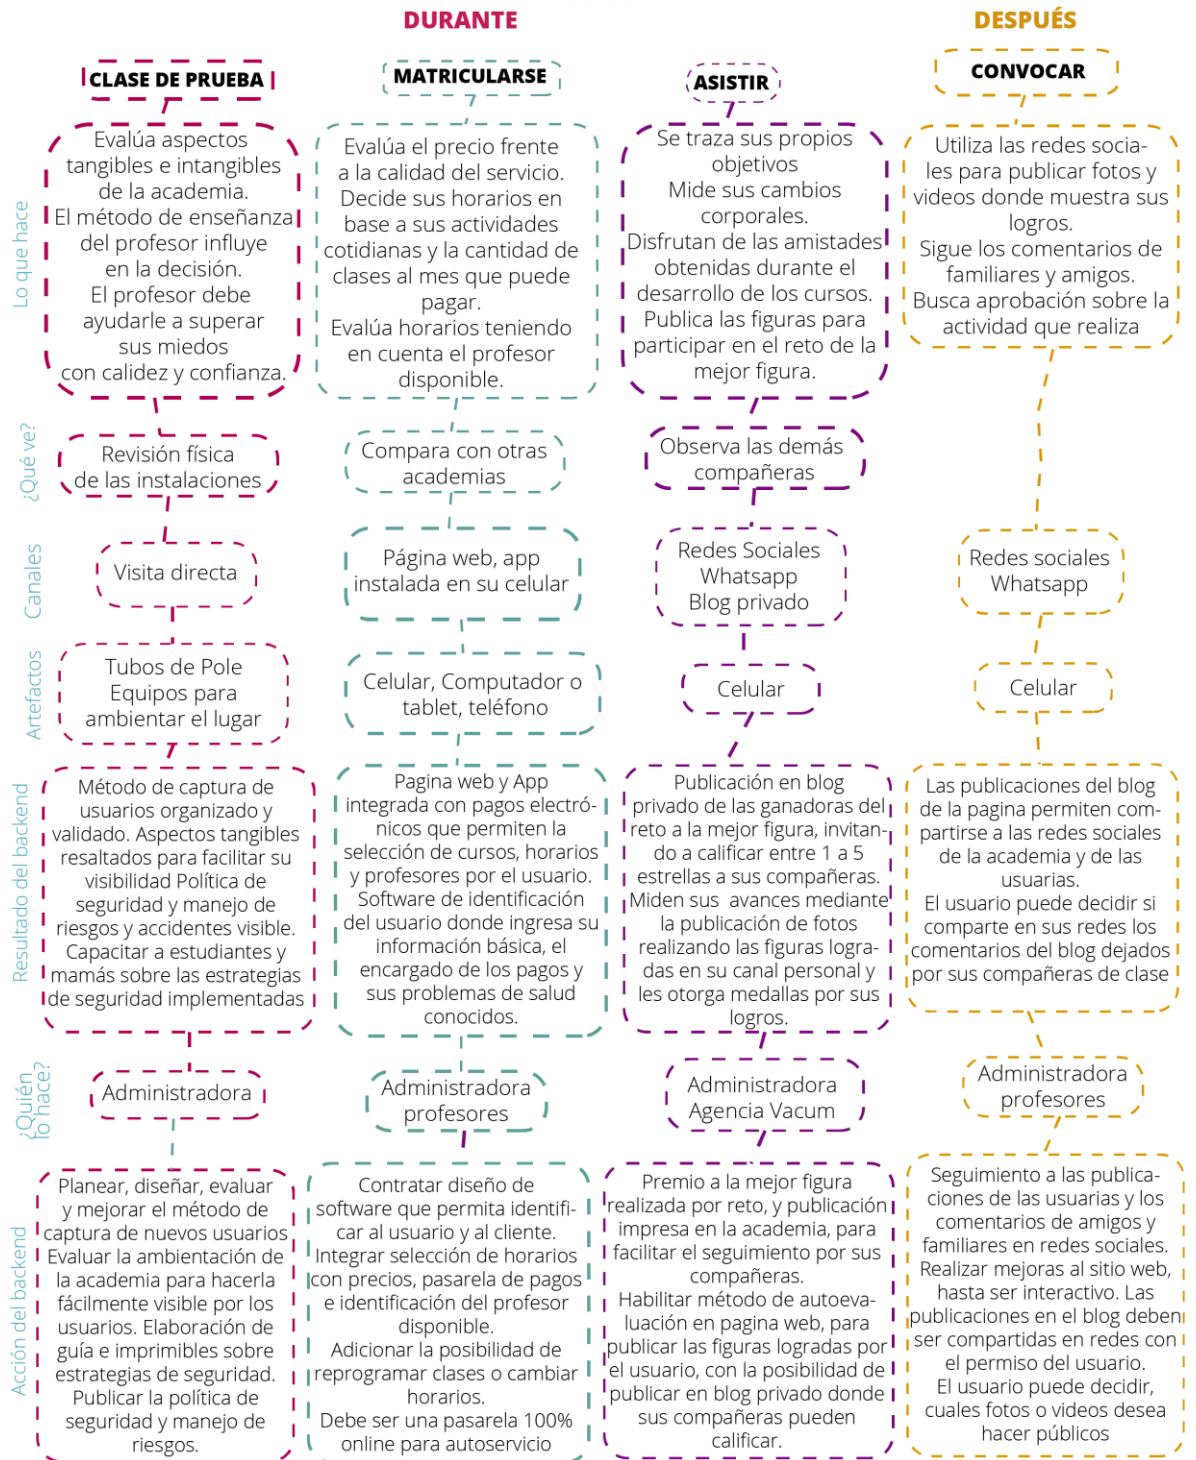 DURANTE
DESPUÉS
CLASE DE PRUEBA
MATRICULARSE
ASISTIR
CONVOCAR
Lo que hace
Evalúa aspectos
tangibles e intangibles
de la academia.
El método de enseñanza
del profesor influye
en la decisión.
El profesor debe
ayudarle a superar
sus miedos
con calidez y confianza.
Evalúa el precio frente
a la calidad del servicio.
Decide sus horarios en
base a sus actividades
cotidianas y la cantidad de
clases al mes que puede
pagar.
Evalúa horarios teniendo
en cuenta el profesor
disponible.
Se traza sus propios
objetivos
Mide sus cambios
corporales.
Disfrutan de las amistades
obtenidas durante el
desarrollo de los cursos.
Publica las figuras para
participar en el reto de la
mejor figura.
Utiliza las redes socia-
les para publicar fotos y
videos donde muestra sus
logros.
Sigue los comentarios de
familiares y amigos.
Busca aprobación sobre la
actividad que realiza
¿Qué ve?
Revisión física
de las instalaciones
Compara con otras
academias
Observa las demás
compañeras
Canales
Visita directa
Página web, app
instalada en su celular
Redes Sociales
Whatsapp
Blog privado
Redes sociales
Whatsapp
Artefactos
Tubos de Pole
Equipos para
ambientar el lugar
Celular, Computador o
tablet, teléfono
Celular
Celular
Resultado del backend
Método de captura de
usuarios organizado y
validado. Aspectos tangibles
resaltados para facilitar su
visibilidad Política de
seguridad y manejo de
riesgos y accidentes visible.
Capacitar a estudiantes y
mamás sobre las estrategias
de seguridad implementadas
Pagina web y App
integrada con pagos electró-
nicos que permiten la
selección de cursos, horarios
y profesores por el usuario.
Software de identificación
del usuario donde ingresa su
información básica, el
encargado de los pagos y
sus problemas de salud
conocidos.
Publicación en blog
privado de las ganadoras del
reto a la mejor figura, invitan-
do a calificar entre 1 a 5
estrellas a sus compañeras.
Miden sus avances mediante
la publicación de fotos
realizando las figuras logra-
das en su canal personal y
les otorga medallas por sus
logros.
Las publicaciones del blog
de la pagina permiten com-
partirse a las redes sociales
de la academia y de las
usuarias.
El usuario puede decidir si
comparte en sus redes los
comentarios del blog dejados
por sus compañeras de clase
¿Quién
lo hace?
Administradora
Administradora
profesores
Administradora
Agencia Vacum
Administradora
profesores
Acción del backend
Planear, diseñar, evaluar
y mejorar el método de
captura de nuevos usuarios
Evaluar la ambientación de
la academia para hacerla
fácilmente visible por los
usuarios. Elaboración de
guía e imprimibles sobre
estrategias de seguridad.
Publicar la política de
seguridad y manejo de
riesgos.
Contratar diseño de
software que permita identifi-
car al usuario y al cliente.
Integrar selección de horarios
con precios, pasarela de pagos
e identificación del profesor
disponible.
Adicionar la posibilidad de
reprogramar clases o cambiar
horarios.
Debe ser una pasarela 100%
online para autoservicio
Premio a la mejor figura
realizada por reto, y publicación
impresa en la academia, para
facilitar el seguimiento por sus
compañeras.
Habilitar método de autoeva-
luación en pagina web, para
publicar las figuras logradas por
el usuario, con la posibilidad de
publicar en blog privado donde
sus compañeras pueden
calificar.
Seguimiento a las publica-
ciones de las usuarias y los
comentarios de amigos y
familiares en redes sociales.
Realizar mejoras al sitio web,
hasta ser interactivo. Las
publicaciones en el blog deben
ser compartidas en redes con
el permiso del usuario.
El usuario puede decidir,
cuales fotos o videos desea
hacer públicos